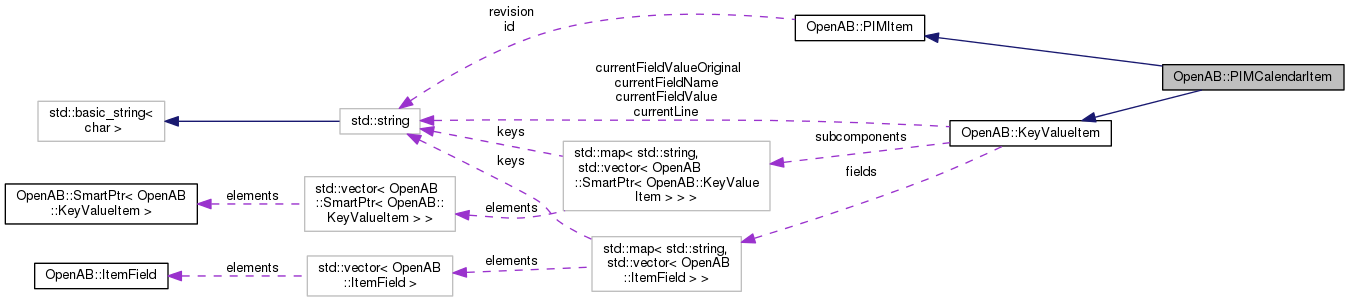 revision
id
OpenAB::PIMItem
currentFieldValueOriginal
currentFieldName
currentFieldValue
currentLine
OpenAB::PIMCalendarItem
std::basic_string<
char >
std::string
keys
OpenAB::KeyValueItem
subcomponents
keys
std::map< std::string,
std::vector< OpenAB
::SmartPtr< OpenAB::KeyValue
Item > > >
fields
OpenAB::SmartPtr< OpenAB
::KeyValueItem >
elements
std::vector< OpenAB
::SmartPtr< OpenAB::
KeyValueItem > >
elements
std::map< std::string,
std::vector< OpenAB
::ItemField > >
OpenAB::ItemField
elements
std::vector< OpenAB
::ItemField >
elements